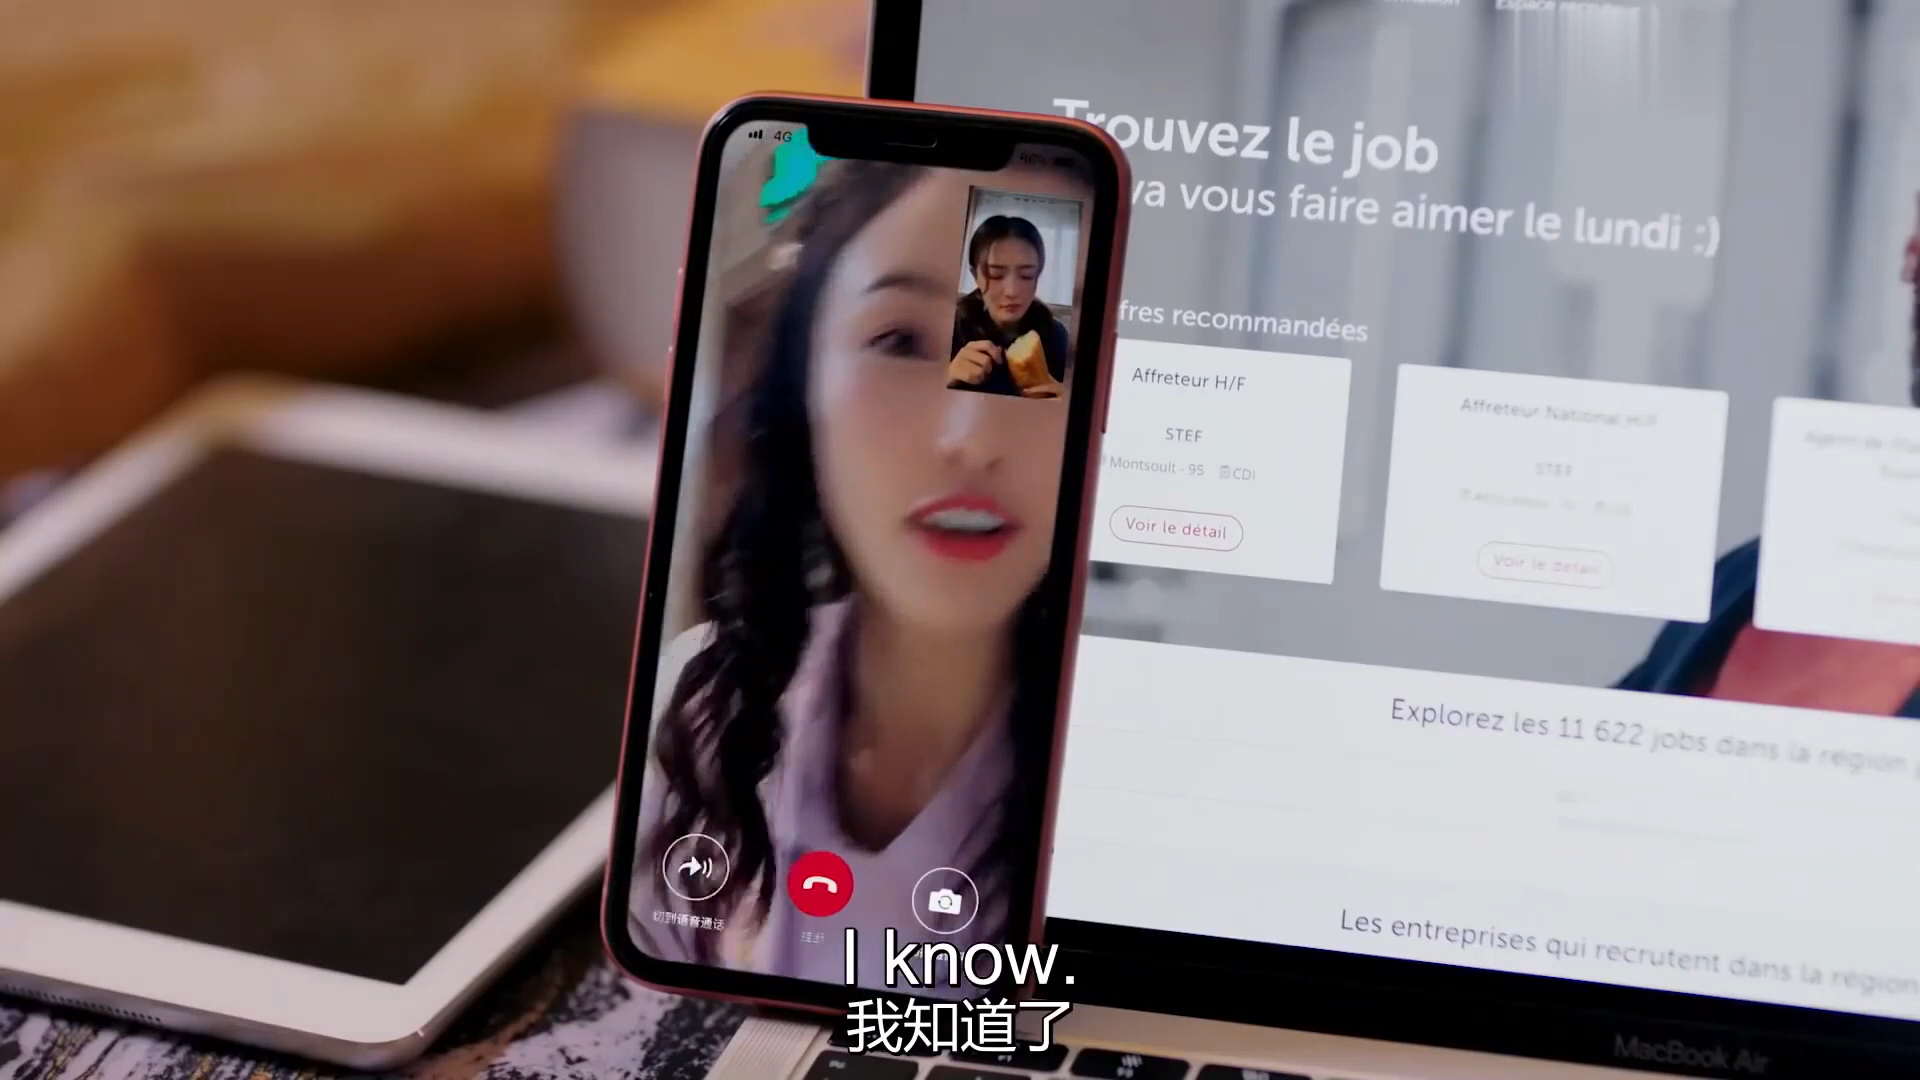 Espace recruteur
4G
Trouvez le job
va vous faire aimer le lundi :)
fres recommandées
Affreteur H/F
STEF
Montsoult - 95 CDI
Voir le détail
Affreteur National H/F
STEF
Voir le détail
Explorez les 11 622 jobs dans la région
切到语音通话
Les entreprises qui recrutent dans la région
I know.
我知道了
MacBook Air